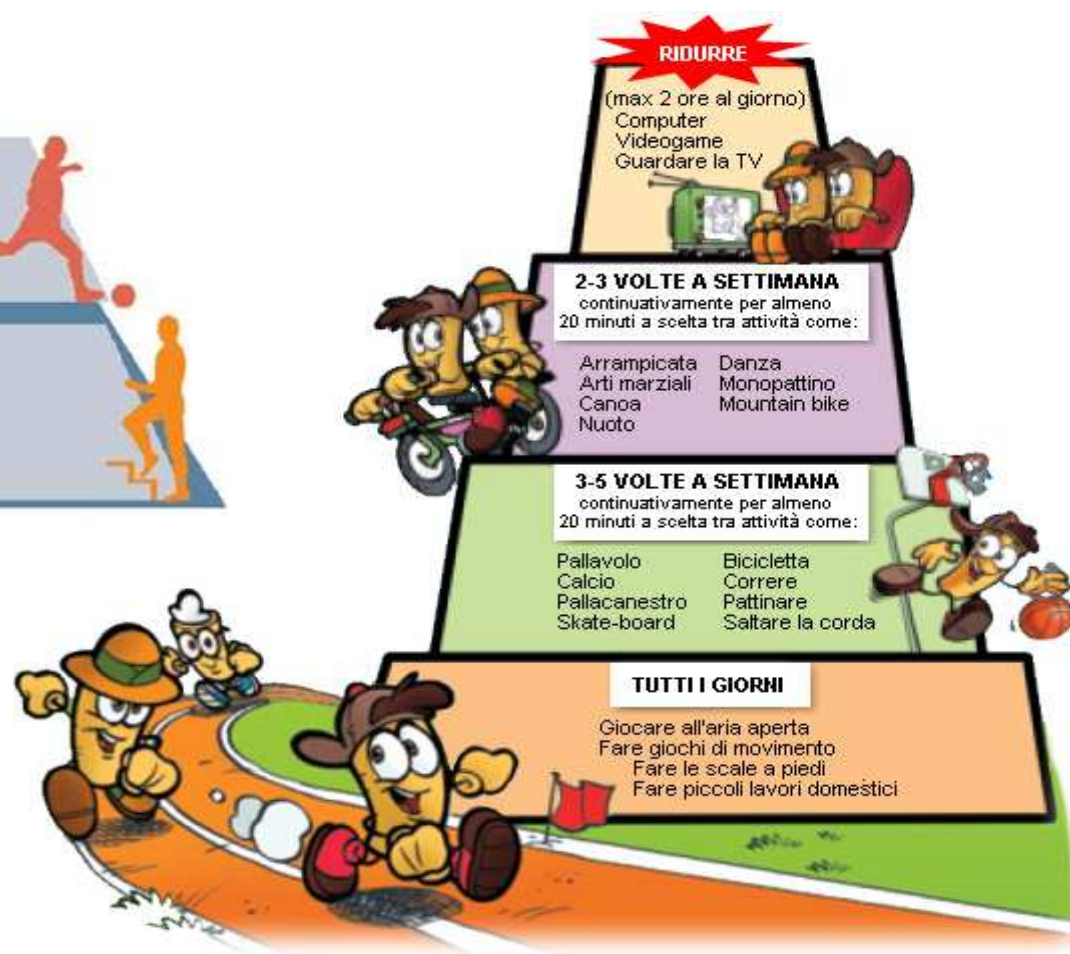 RIDURRE
(max 2 ore al giorno)
Computer
Videogame
Guardare la TV
2-3 VOLTE A SETTIMANA
continuativamente per almeno
20 minuti a scelta tra attività come:
Arrampicata Danza
Arti marziali Monopattino
Canoa Mountain bike
Nuoto
3-5 VOLTE A SETTIMANA
continuativamente per almeno
20 minuti a scelta tra attività come:
Pallavolo Bicicletta
Calcio Correre
Pallacanestro Pattinare
Skate-board Saltare la corda
TUTTI I GIORNI
Giocare all'aria aperta
Fare giochi di movimento
Fare le scale a piedi
Fare piccoli lavori domestici